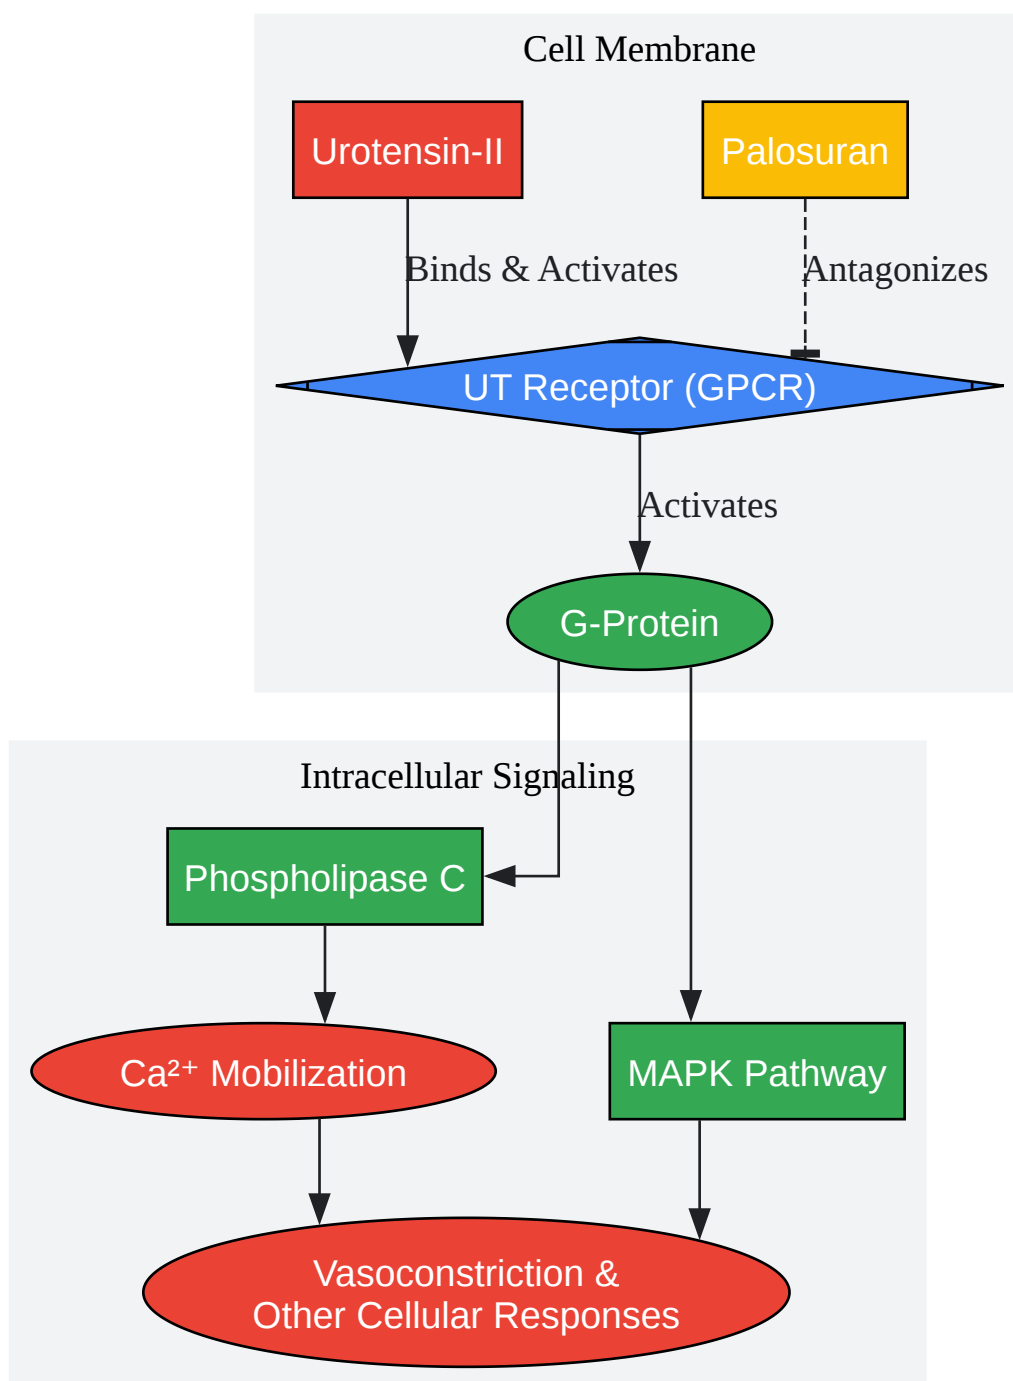 Cell Membrane
Urotensin-II
Palosuran
Binds & Activates
Antagonizes
UT Receptor (GPCR)
Activates
G-Protein
Intracellular Signaling
Phospholipase C
Ca²⁺ Mobilization
MAPK Pathway
Vasoconstriction &
Other Cellular Responses